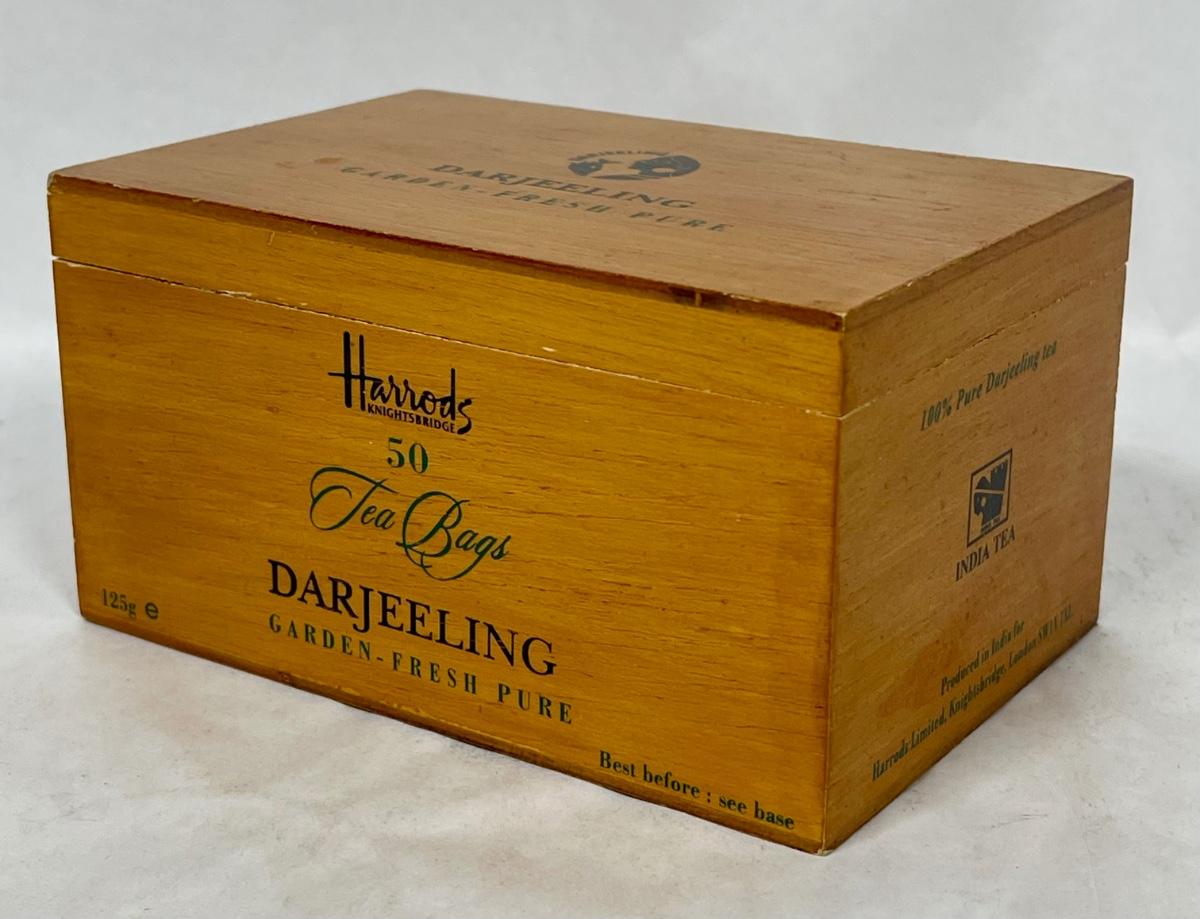 DARJEELING
DARJEELING
GARDEN-FRESH PURE
Harrods
KNIGHTSBRIDGE
50
Tea Bags
DARJEELING
GARDEN-FRESH PURE
125g e
Best before : see base
100% Pure Darjeeling tea
INDIA TEA
Produced in India for
Harrods Limited, Knightsbridge, London SW1X 7XL.